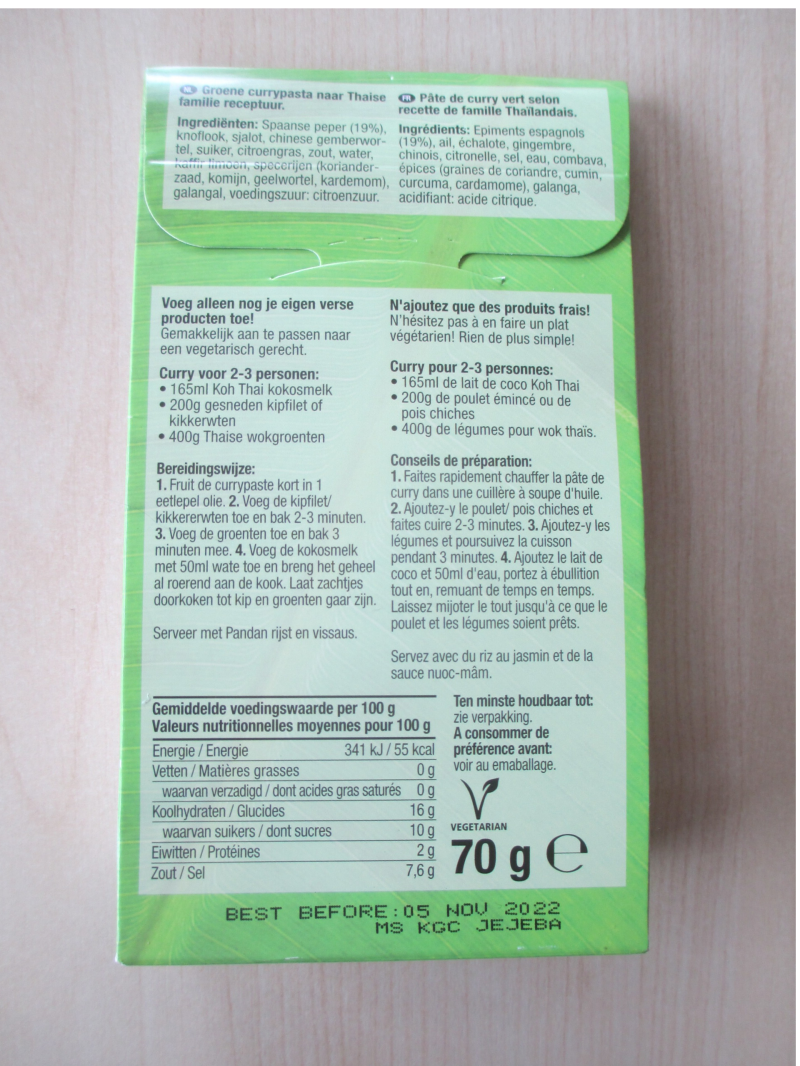 NL Groene currypasta naar Thaise
familie receptuur.
Ingrediënten: Spaanse peper (19%),
knoflook, sjalot, chinese gemberwor-
tel, suiker, citroengras, zout, water,
kaffir limoen, specerijen (koriander-
zaad, komijn, geelwortel, kardemom),
galangal, voedingszuur: citroenzuur.
FR Pâte de curry vert selon
recette de famille Thaïlandais.
Ingrédients: Epiments espagnols
(19%), ail, échalote, gingembre,
chinois, citronelle, sel, eau, combava,
épices (graines de coriandre, cumin,
curcuma, cardamome), galanga,
acidifiant: acide citrique.
Voeg alleen nog je eigen verse
producten toe!
Gemakkelijk aan te passen naar
een vegetarisch gerecht.
Curry voor 2-3 personen:
• 165ml Koh Thai kokosmelk
• 200g gesneden kipfilet of
kikkerwten
• 400g Thaise wokgroenten
Bereidingswijze:
1. Fruit de currypaste kort in 1
eetlepel olie. 2. Voeg de kipfilet/
kikkererwten toe en bak 2-3 minuten.
3. Voeg de groenten toe en bak 3
minuten mee. 4. Voeg de kokosmelk
met 50ml wate toe en breng het geheel
al roerend aan de kook. Laat zachtjes
doorkoken tot kip en groenten gaar zijn.
Serveer met Pandan rijst en vissaus.
N'ajoutez que des produits frais!
N'hésitez pas à en faire un plat
végétarien! Rien de plus simple!
Curry pour 2-3 personnes:
• 165ml de lait de coco Koh Thai
• 200g de poulet émincé ou de
pois chiches
• 400g de légumes pour wok thaïs.
Conseils de préparation:
1. Faites rapidement chauffer la pâte de
curry dans une cuillère à soupe d'huile.
2. Ajoutez-y le poulet/ pois chiches et
faites cuire 2-3 minutes. 3. Ajoutez-y les
légumes et poursuivez la cuisson
pendant 3 minutes. 4. Ajoutez le lait de
coco et 50ml d'eau, portez à ébullition
tout en, remuant de temps en temps.
Laissez mijoter le tout jusqu'à ce que le
poulet et les légumes soient prêts.
Servez avec du riz au jasmin et de la
sauce nuoc-mâm.
Gemiddelde voedingswaarde per 100 g
Valeurs nutritionnelles moyennes pour 100 g
Energie / Energie 341 kJ / 55 kcal
Vetten / Matières grasses 0 g
waarvan verzadigd / dont acides gras saturés 0 g
Koolhydraten / Glucides 16 g
waarvan suikers / dont sucres 10 g
Eiwitten / Protéines 2 g
Zout / Sel 7,6 g
Ten minste houdbaar tot:
zie verpakking.
A consommer de
préférence avant:
voir au emaballage.
VEGETARIAN
70 g ℮
BEST BEFORE:05 NOV 2022
MS KGC JEJEBA